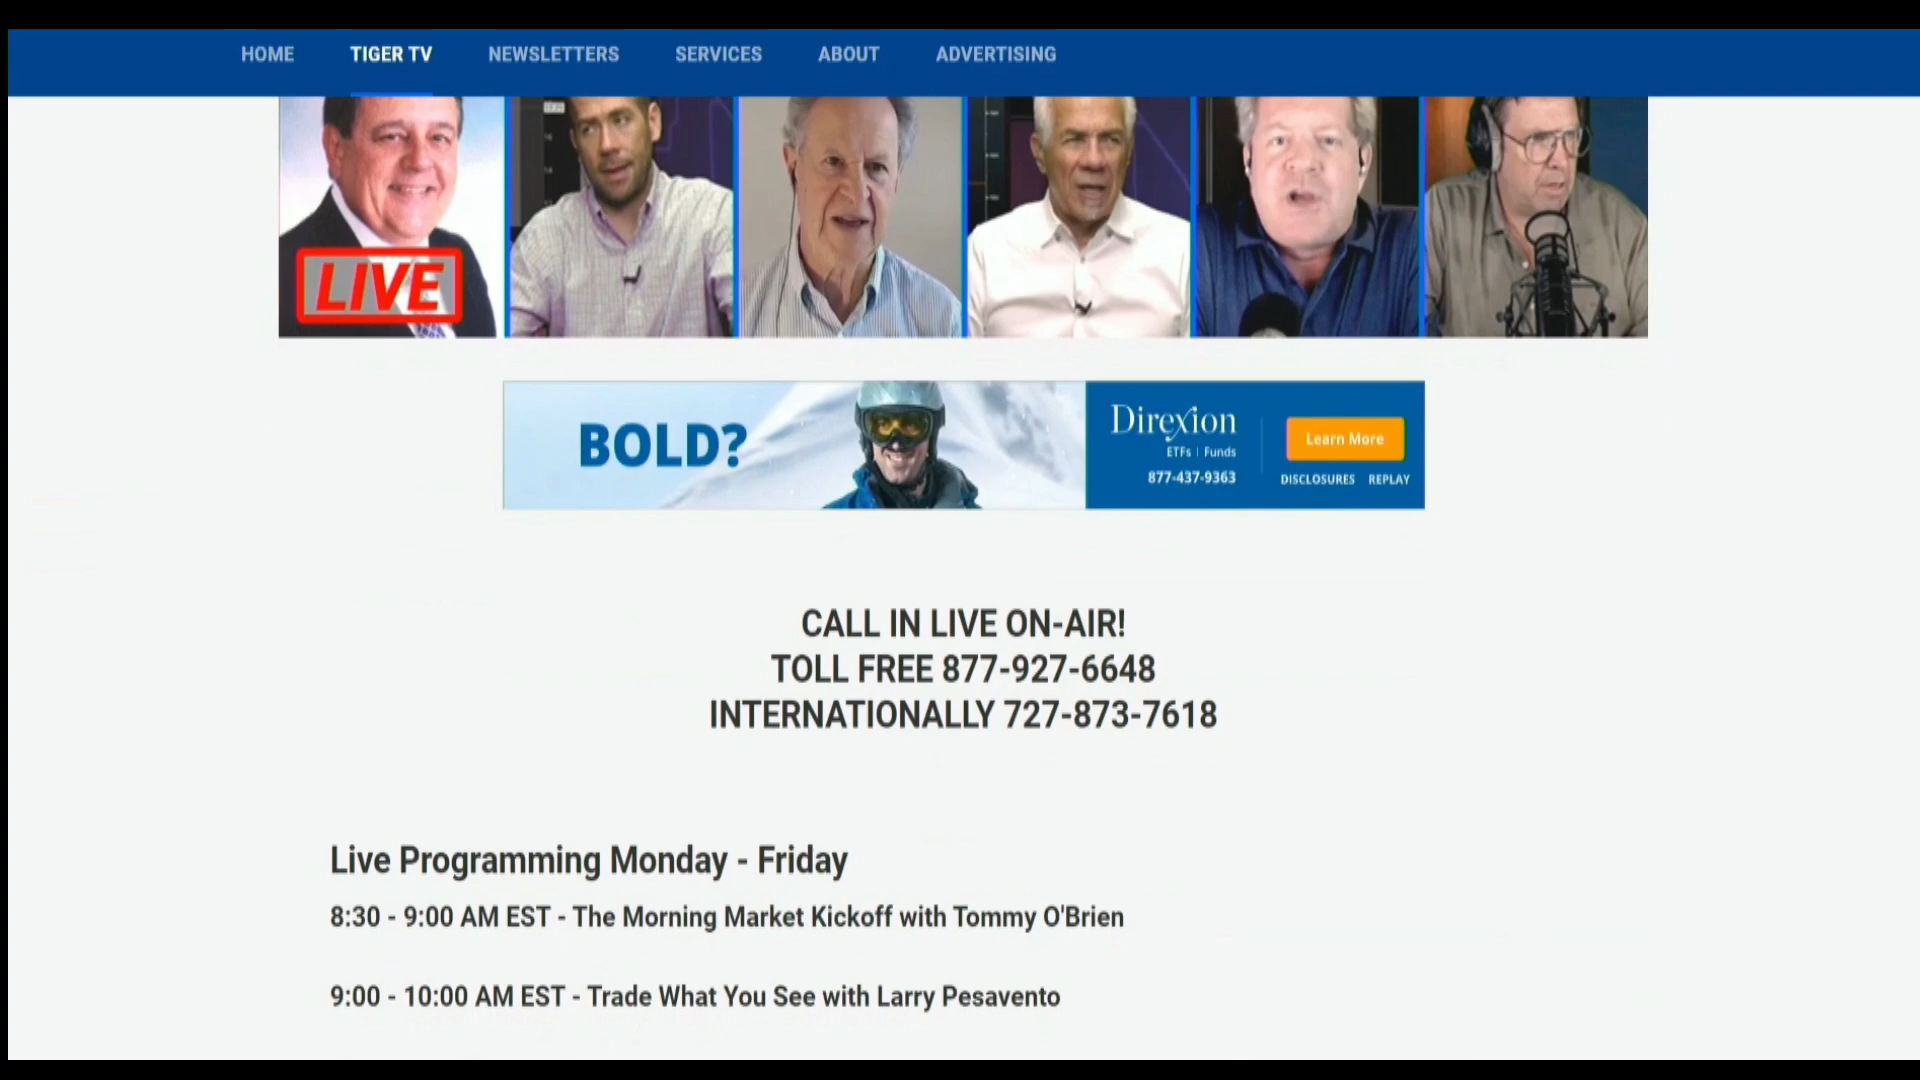 HOME TIGER TV NEWSLETTERS SERVICES ABOUT ADVERTISING
LIVE
BOLD?
Direxion
ETFs | Funds
877-437-9363
Learn More
DISCLOSURES REPLAY
CALL IN LIVE ON-AIR!
TOLL FREE 877-927-6648
INTERNATIONALLY 727-873-7618
Live Programming Monday - Friday
8:30 - 9:00 AM EST - The Morning Market Kickoff with Tommy O'Brien
9:00 - 10:00 AM EST - Trade What You See with Larry Pesavento